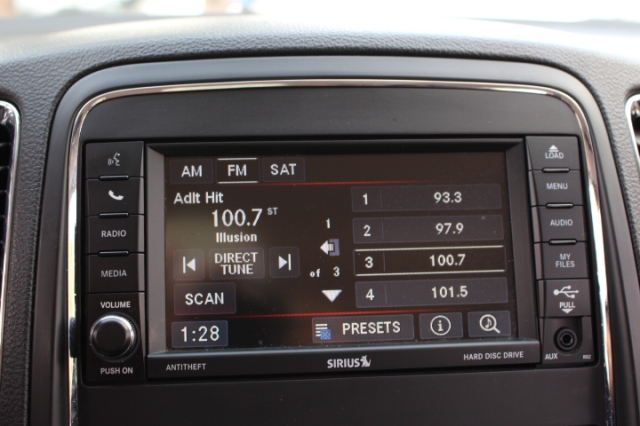 AM FM SAT
LOAD
MENU
RADIO
AUDIO
MEDIA
MY FILES
VOLUME
PULL
PUSH ON
AUX
Adlt Hit
100.7 ST
Illusion
DIRECT TUNE
SCAN
1:28
1 of 3
1 93.3
2 97.9
3 100.7
4 101.5
PRESETS
ANTITHEFT
SIRIUS
HARD DISC DRIVE